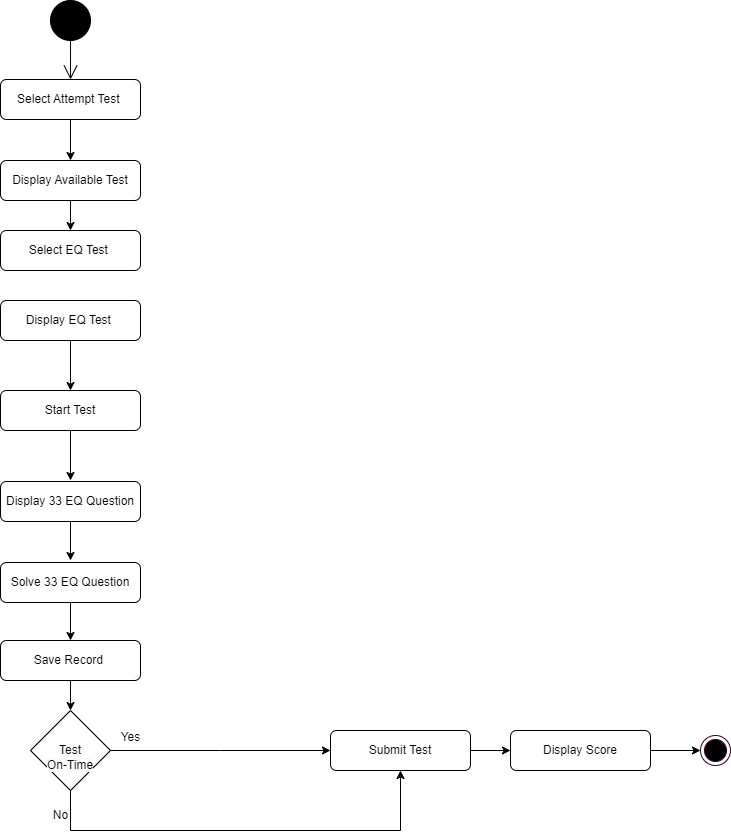 Select Attempt Test
Display Available Test
Select EQ Test
Display EQ Test
Start Test
Display 33 EQ Question
Solve 33 EQ Question
Save Record
Yes
Test
On-Time
Submit Test
Display Score
No